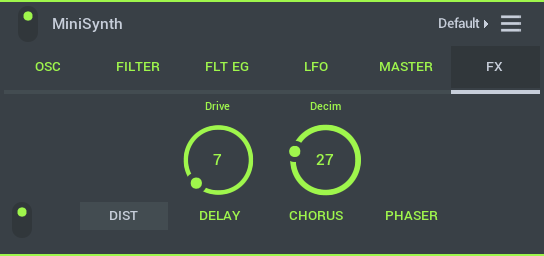 MiniSynth Default
OSC FILTER FLT EG LFO MASTER FX
Drive Decim
7 27
DIST DELAY CHORUS PHASER